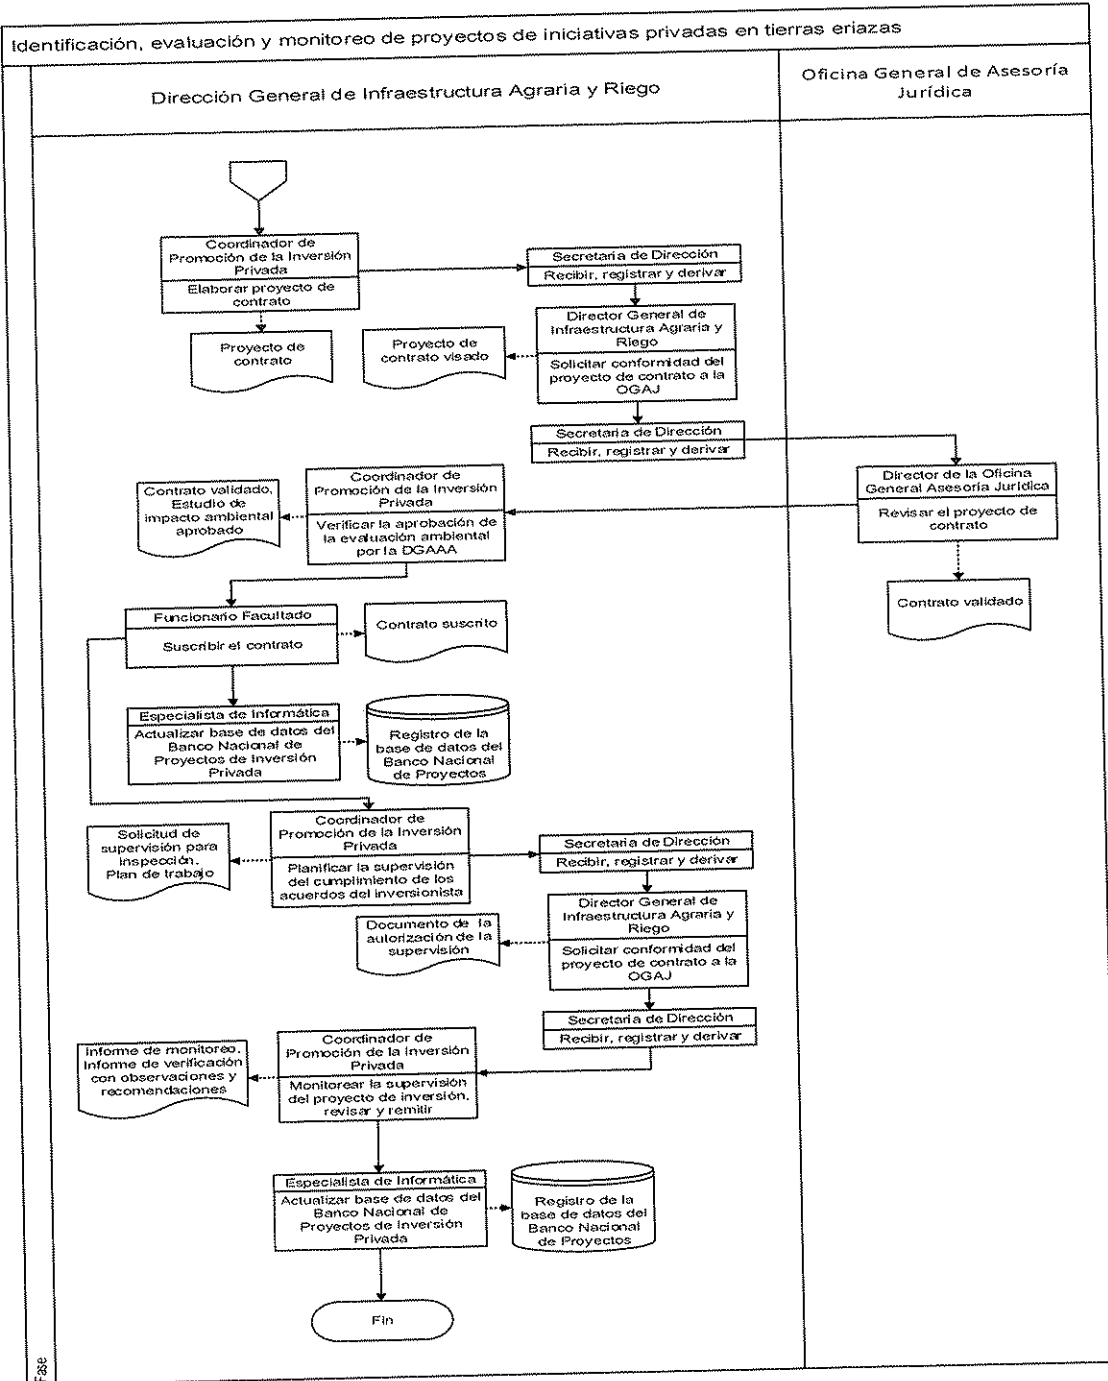 Identificación, evaluación y monitoreo de proyectos de iniciativas privadas en tierras eriazas
Dirección General de Infraestructura Agraria y Riego
Oficina General de Asesoría
Jurídica
Coordinador de
Promoción de la Inversión
Privada
Elaborar proyecto de
contrato
Secretaria de Dirección
Recibir, registrar y derivar
Proyecto de
contrato
Proyecto de
contrato visado
Director General de
Infraestructura Agraria y
Riego
Solicitar conformidad del
proyecto de contrato a la
OGAJ
Secretaria de Dirección
Recibir, registrar y derivar
Contrato validado.
Estudio de
impacto ambiental
aprobado
Coordinador de
Promoción de la Inversión
Privada
Verificar la aprobación de
la evaluación ambiental
por la DGAAA
Director de la Oficina
General Asesoría Jurídica
Revisar el proyecto de
contrato
Contrato validado
Funcionario Facultado
Suscribir el contrato
Contrato suscrito
Especialista de Informática
Actualizar base de datos del
Banco Nacional de
Proyectos de Inversión
Privada
Registro de la
base de datos del
Banco Nacional
de Proyectos
Solicitud de
supervisión para
inspección.
Plan de trabajo
Coordinador de
Promoción de la Inversión
Privada
Planificar la supervisión
del cumplimiento de los
acuerdos del inversionista
Secretaria de Dirección
Recibir, registrar y derivar
Documento de la
autorización de la
supervisión
Director General de
Infraestructura Agraria y
Riego
Solicitar conformidad del
proyecto de contrato a la
OGAJ
Secretaria de Dirección
Recibir, registrar y derivar
Informe de monitoreo.
Informe de verificación
con observaciones y
recomendaciones
Coordinador de
Promoción de la Inversión
Privada
Monitorear la supervisión
del proyecto de inversión,
revisar y remitir
Especialista de Informática
Actualizar base de datos del
Banco Nacional de
Proyectos de Inversión
Privada
Registro de la
base de datos del
Banco Nacional
de Proyectos
Fin
Fase